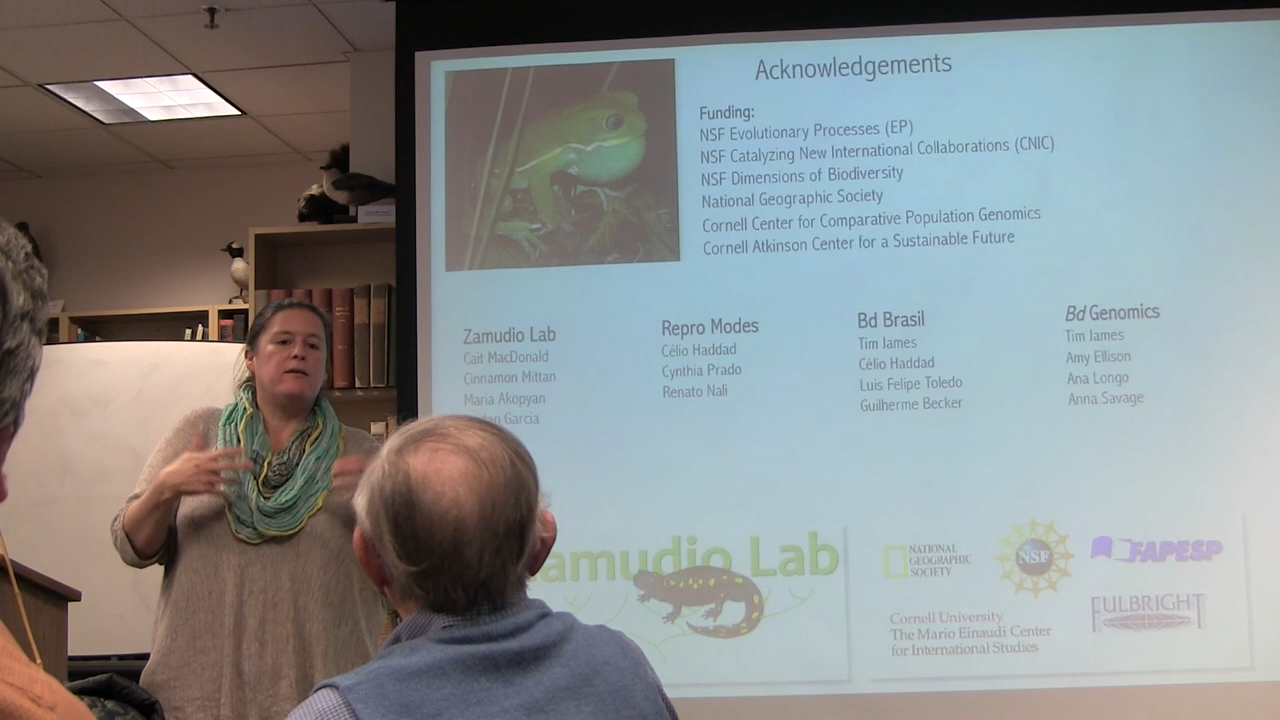 Acknowledgements
Funding:
NSF Evolutionary Processes (EP)
NSF Catalyzing New International Collaborations (CNIC)
NSF Dimensions of Biodiversity
National Geographic Society
Cornell Center for Comparative Population Genomics
Cornell Atkinson Center for a Sustainable Future
Zamudio Lab
Cait MacDonald
Cinnamon Mittan
Maria Akopyan
Garcia
Repro Modes
Célio Haddad
Cynthia Prado
Renato Nali
Bd Brasil
Tim James
Célio Haddad
Luis Felipe Toledo
Guilherme Becker
Bd Genomics
Tim James
Amy Ellison
Ana Longo
Anna Savage
Zamudio Lab
NATIONAL
GEOGRAPHIC
SOCIETY
NSF
FAPESP
Cornell University
The Mario Einaudi Center
for International Studies
FULBRIGHT